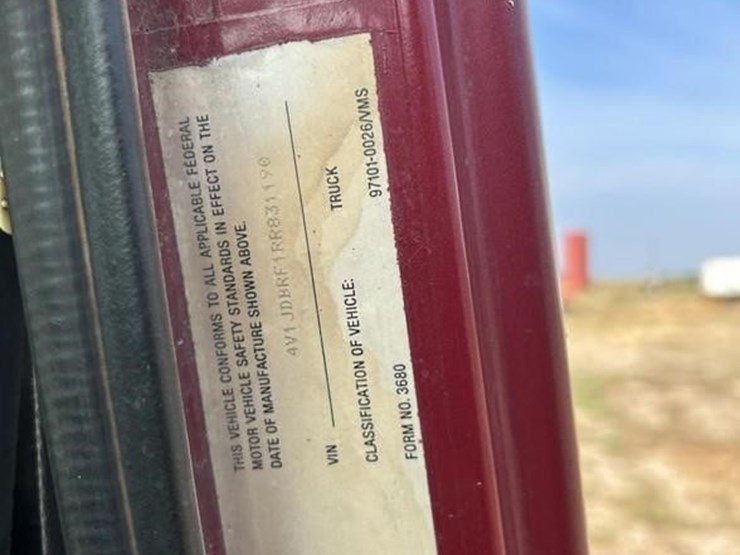 THIS VEHICLE CONFORMS TO ALL APPLICABLE FEDERAL
MOTOR VEHICLE SAFETY STANDARDS IN EFFECT ON THE
DATE OF MANUFACTURE SHOWN ABOVE.
4V1JDBRF1RR831190
VIN
CLASSIFICATION OF VEHICLE: TRUCK
FORM NO. 3680 97101-0026/VMS